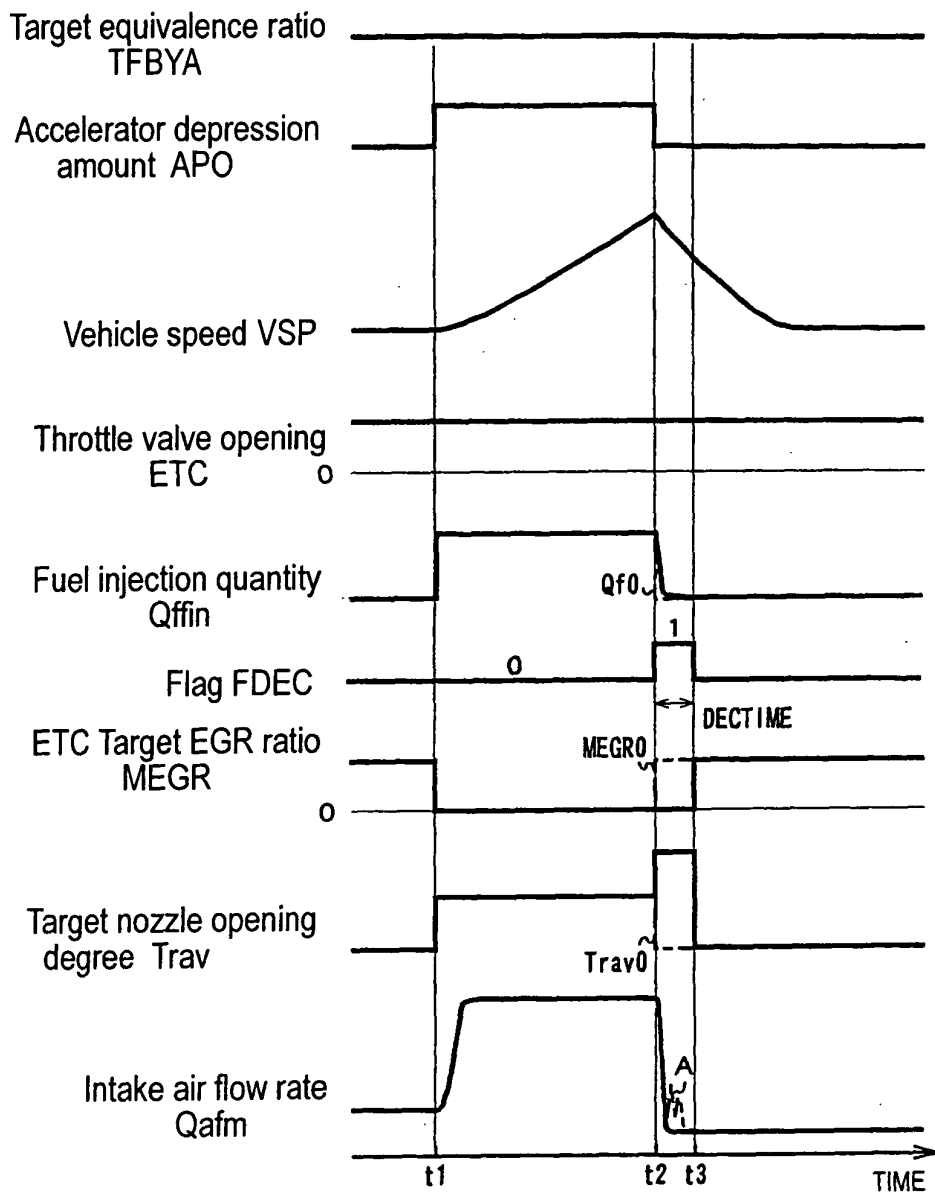 Target equivalence ratio
TFBYA
Accelerator depression
amount APO
Vehicle speed VSP
Throttle valve opening
ETC
0
Fuel injection quantity
Qffin
Qf0
1
Flag FDEC
0
DECTIME
ETC Target EGR ratio
MEGR
MEGR0
0
Target nozzle opening
degree Trav
Trav0
A
Intake air flow rate
Qafm
t1
t2
t3
TIME